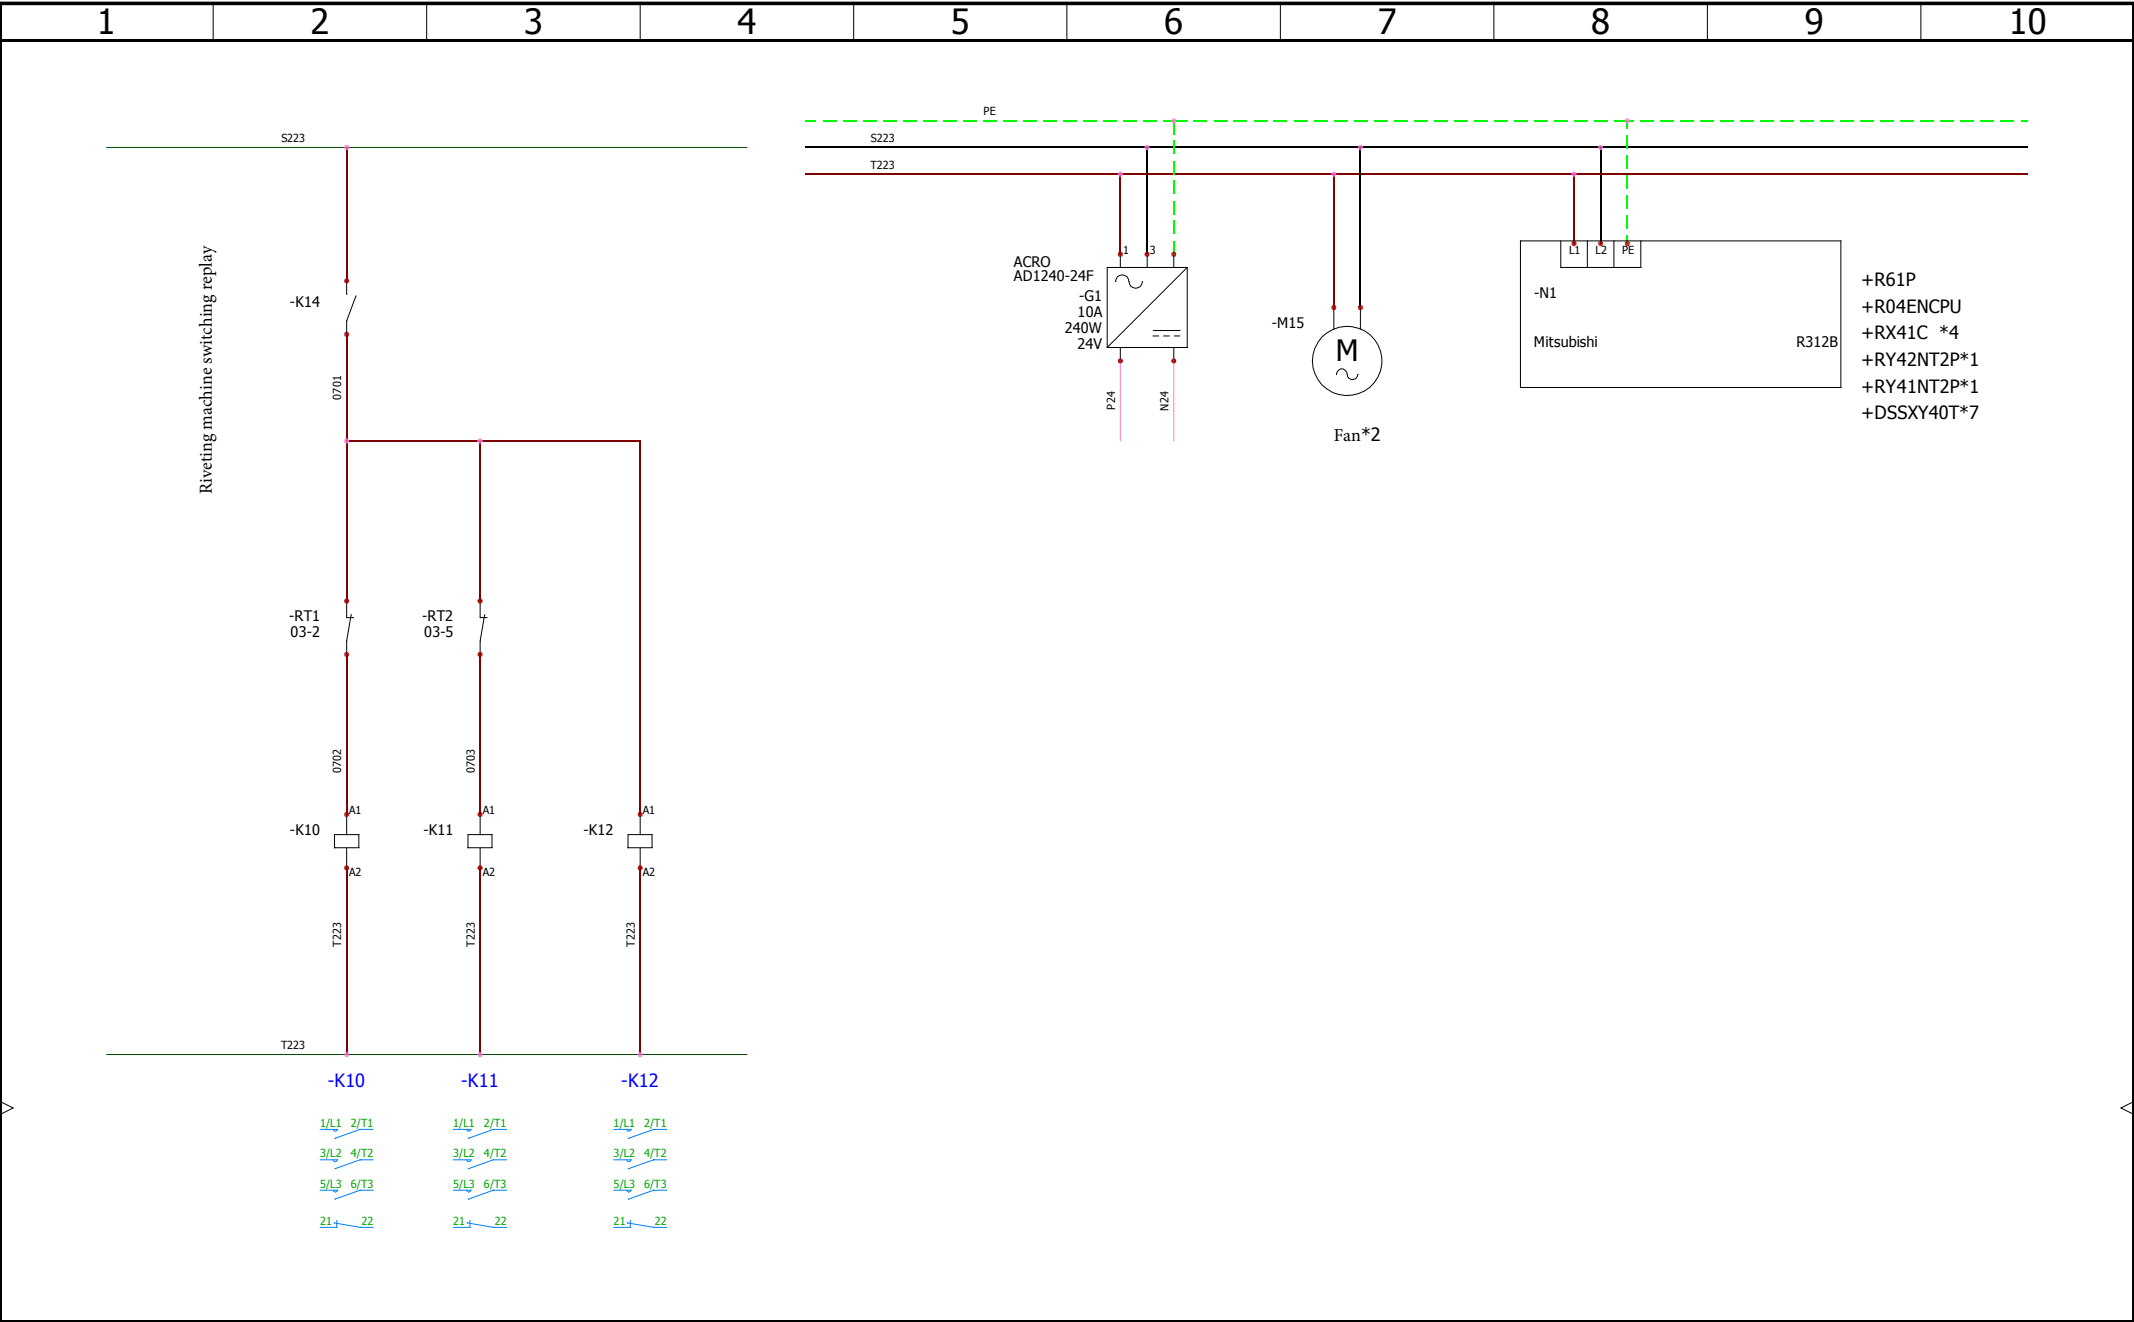 1 2 3 4 5 6 7 8 9 10
PE
S223
S223
T223
Riveting machine switching replay
-K14
0701
-RT1
03-2
-RT2
03-5
0702
0703
A1
A1
A1
-K10
-K11
-K12
A2
A2
A2
T223
T223
T223
T223
-K10
-K11
-K12
1/L1 2/T1
3/L2 4/T2
5/L3 6/T3
21 22
1/L1 2/T1
3/L2 4/T2
5/L3 6/T3
21 22
1/L1 2/T1
3/L2 4/T2
5/L3 6/T3
21 22
1 3
ACRO
AD1240-24F
-G1
10A
240W
24V
P24
N24
-M15
M
Fan*2
L1 L2 PE
-N1
Mitsubishi
R312B
+R61P
+R04ENCPU
+RX41C *4
+RY42NT2P*1
+RY41NT2P*1
+DSSXY40T*7